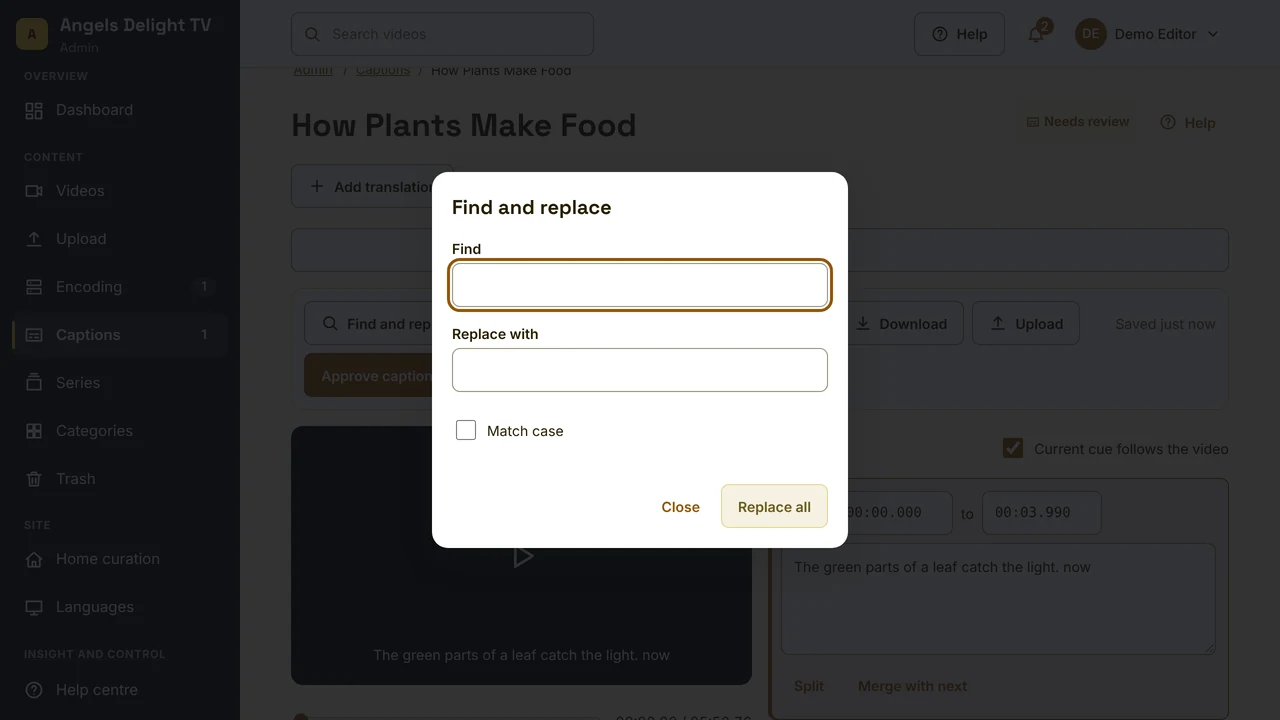 A
Angels Delight TV
Admin
OVERVIEW
Dashboard
CONTENT
Videos
Upload
Encoding 1
Captions 1
Series
Categories
Trash
SITE
Home curation
Languages
INSIGHT AND CONTROL
Help centre
Search videos
Help
2
DE
Demo Editor
Admin / Captions / How Plants Make Food
How Plants Make Food
Needs review
Help
Add translation
Find and rep
Download
Upload
Saved just now
Approve caption
Find and replace
Find
Replace with
Match case
Close
Replace all
Current cue follows the video
00:00.000 to 00:03.990
The green parts of a leaf catch the light. now
Split
Merge with next
The green parts of a leaf catch the light. now